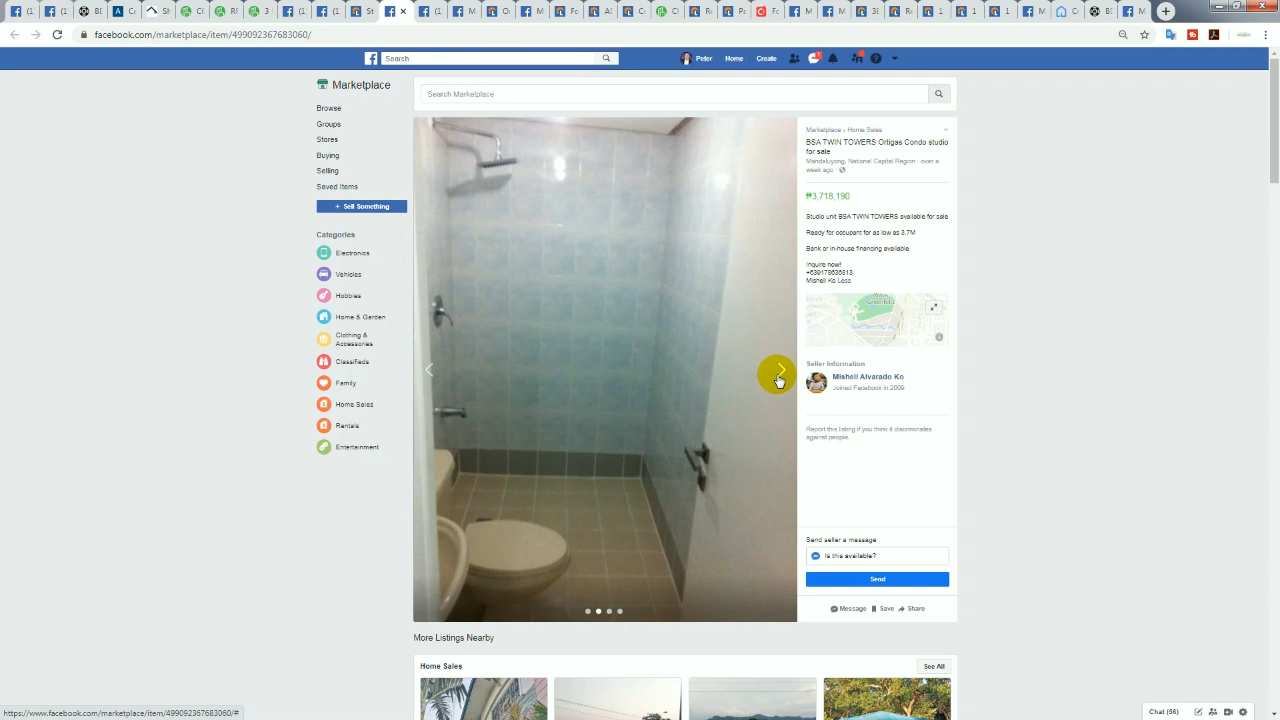 facebook.com/marketplace/item/499092367683060/
Search
Peter
Home
Create
Marketplace
Search Marketplace
Browse
Groups
Stores
Buying
Selling
Saved Items
+ Sell Something
Categories
Electronics
Vehicles
Hobbies
Home & Garden
Clothing &
Accessories
Classifieds
Family
Home Sales
Rentals
Entertainment
Marketplace › Home Sales
BSA TWIN TOWERS Ortigas Condo studio
for sale
Mandaluyong, National Capital Region · over a
week ago ·
₱3,718,190
Studio unit BSA TWIN TOWERS available for sale
Ready for occupant for as low as 3.7M
Bank or in-house financing available
Inquire now!
Mishell Ko Less
Seller Information
Mishell Alvarado Ko
Joined Facebook in 2009
Report this listing if you think it discriminates
against people.
Send seller a message
Is this available?
Send
Message
Save
Share
More Listings Nearby
Home Sales
See All
https://www.facebook.com/marketplace/item/499092367683060/#
Chat (56)